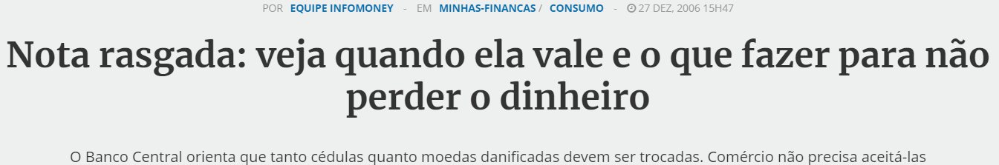 POR EQUIPE INFOMONEY - EM MINHAS-FINANCAS / CONSUMO - 27 DEZ, 2006 15H47
Nota rasgada: veja quando ela vale e o que fazer para não
perder o dinheiro
O Banco Central orienta que tanto cédulas quanto moedas danificadas devem ser trocadas. Comércio não precisa aceitá-las